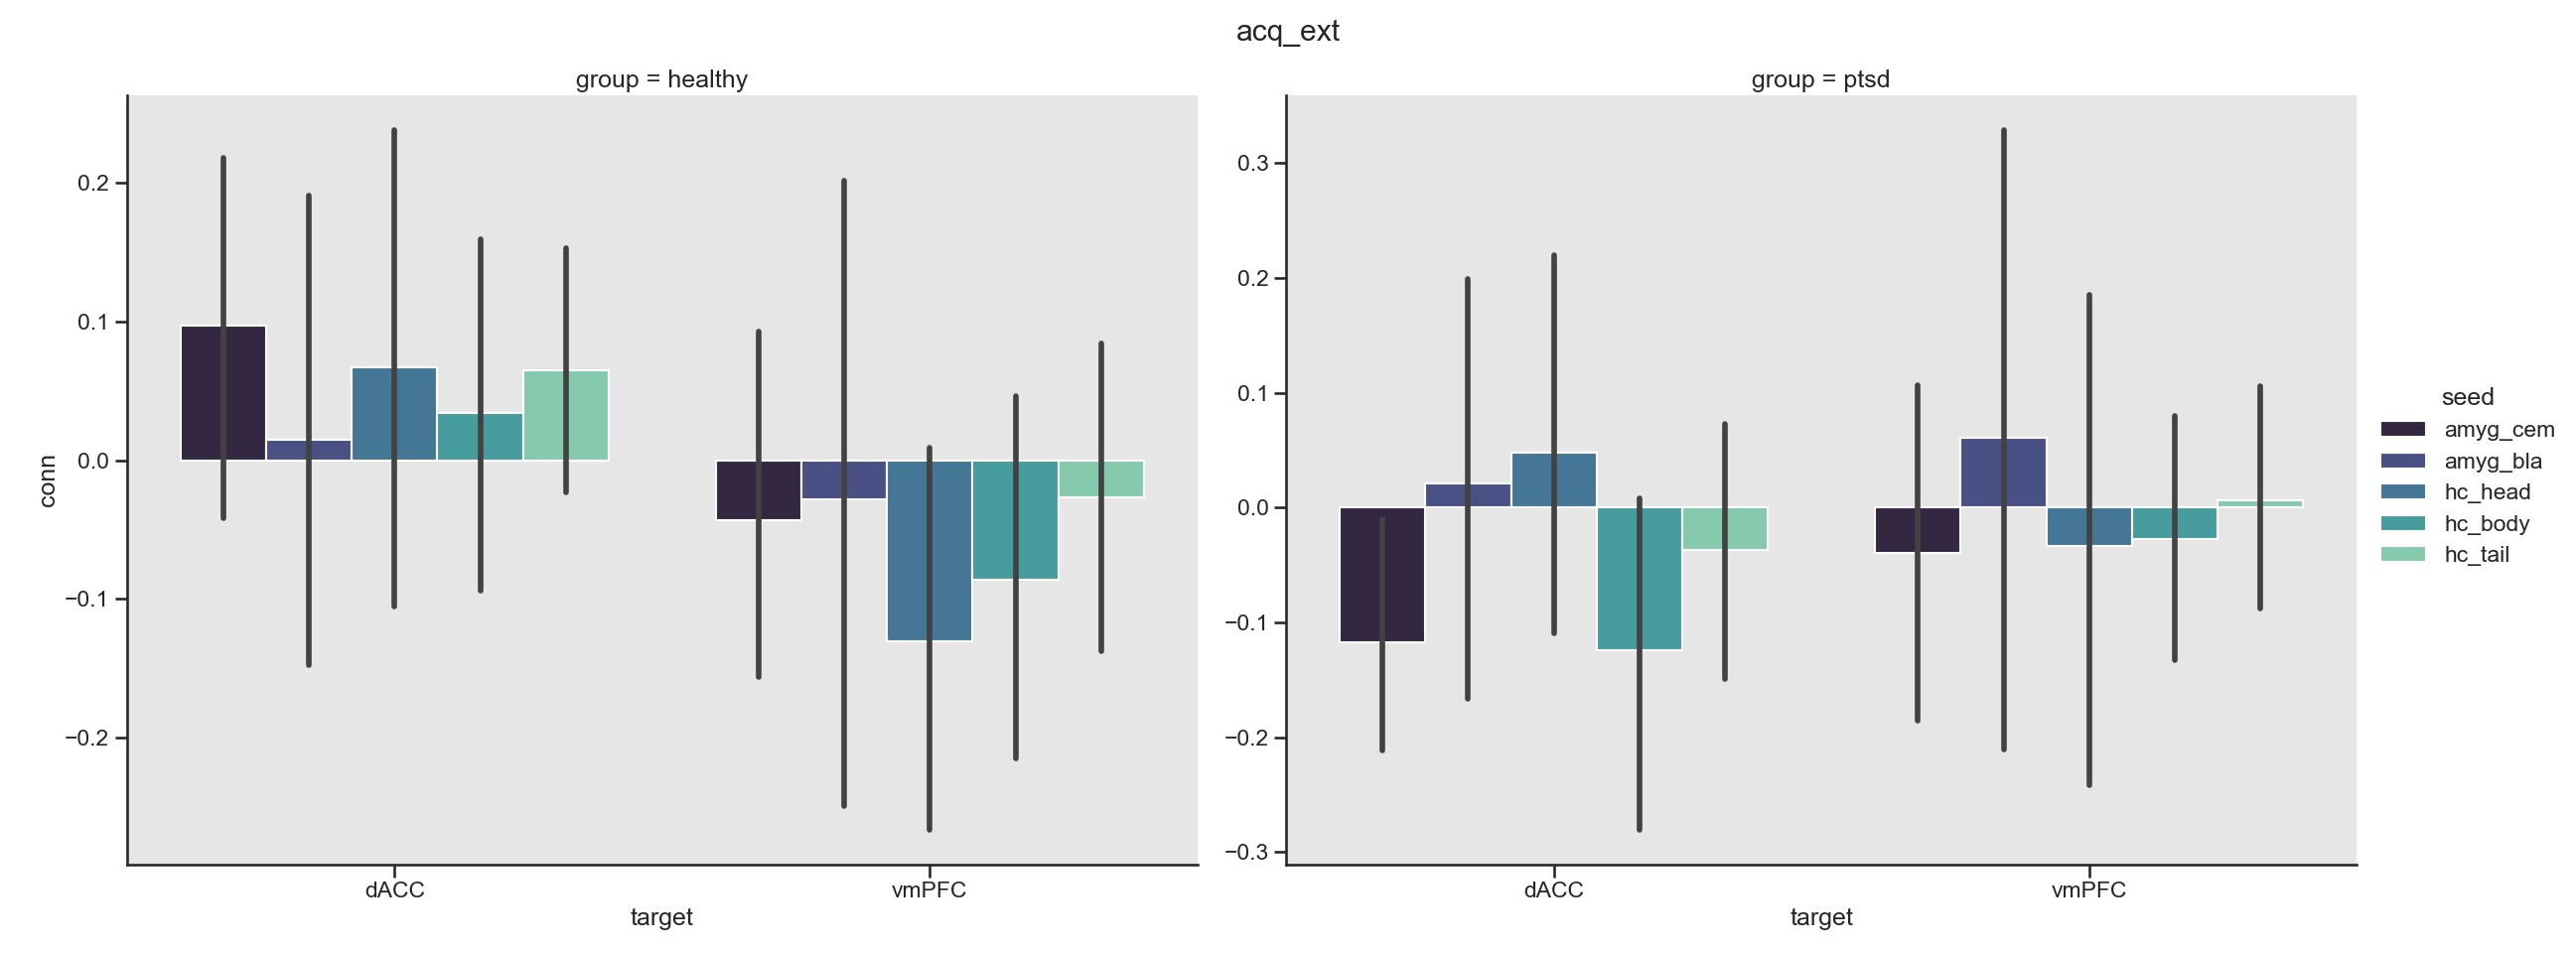 acq_ext
group = healthy
group = ptsd
conn
0.2
0.1
0.0
−0.1
−0.2
dACC
vmPFC
target
0.3
0.2
0.1
0.0
−0.1
−0.2
−0.3
dACC
vmPFC
target
seed
amyg_cem
amyg_bla
hc_head
hc_body
hc_tail